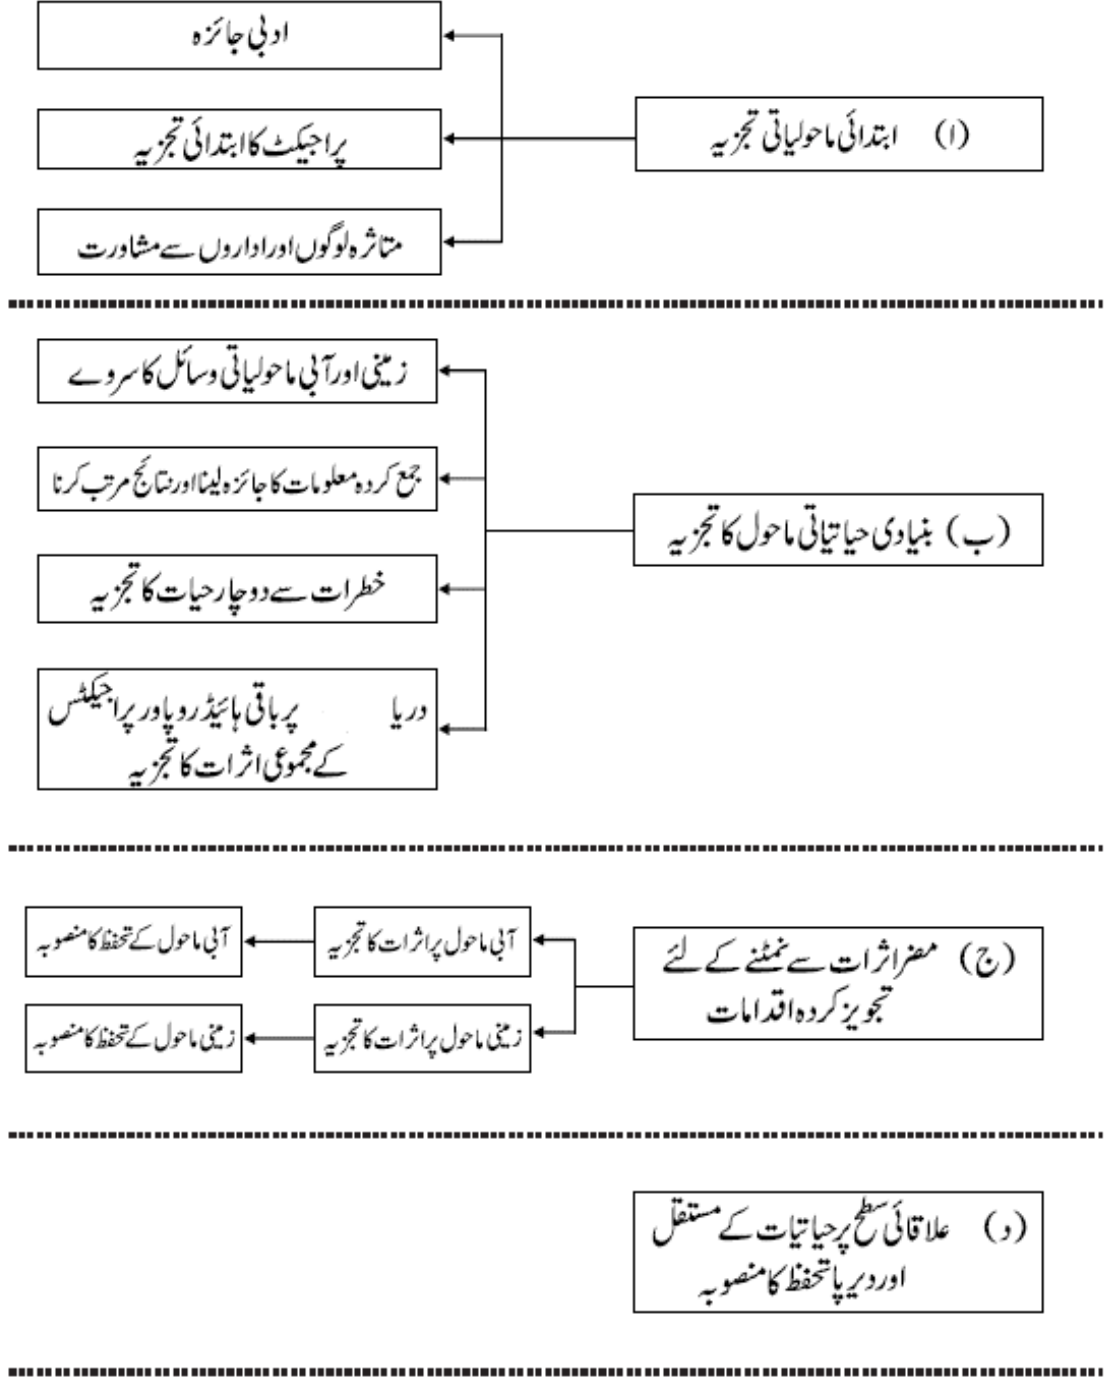 (ا) ابتدائی ماحولیاتی تجزیہ
ادبی جائزہ
پراجیکٹ کا ابتدائی تجزیہ
متاثرہ لوگوں اور اداروں سے مشاورت
(ب) بنیادی حیاتیاتی ماحول کا تجزیہ
زمینی اور آبی ماحولیاتی وسائل کا سروے
جمع کردہ معلومات کا جائزہ لینا اور نتائج مرتب کرنا
خطرات سے دوچار حیات کا تجزیہ
دریا پر باقی ہائیڈرو پاور پراجیکٹس
کے مجموعی اثرات کا تجزیہ
(ج) مضر اثرات سے نمٹنے کے لئے
تجویز کردہ اقدامات
آبی ماحول پر اثرات کا تجزیہ
آبی ماحول کے تحفظ کا منصوبہ
زمینی ماحول پر اثرات کا تجزیہ
زمینی ماحول کے تحفظ کا منصوبہ
(د) علاقائی سطح پر حیاتیات کے مستقل
اور دیرپا تحفظ کا منصوبہ